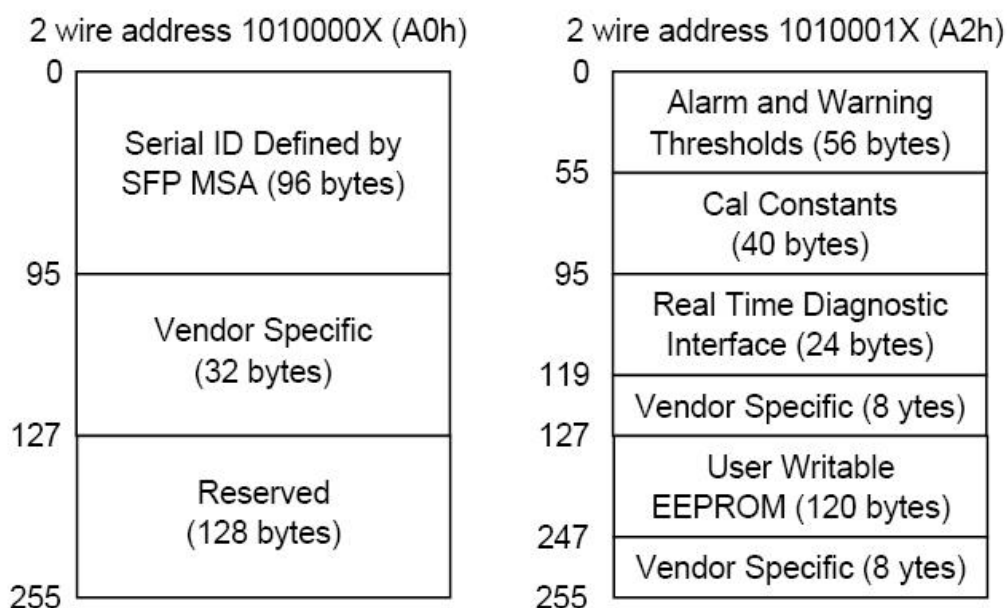 2 wire address 1010000X (A0h)
0
Serial ID Defined by
SFP MSA (96 bytes)
95
Vendor Specific
(32 bytes)
127
Reserved
(128 bytes)
255
2 wire address 1010001X (A2h)
0
Alarm and Warning
Thresholds (56 bytes)
55
Cal Constants
(40 bytes)
95
Real Time Diagnostic
Interface (24 bytes)
119
Vendor Specific (8 ytes)
127
User Writable
EEPROM (120 bytes)
247
Vendor Specific (8 ytes)
255